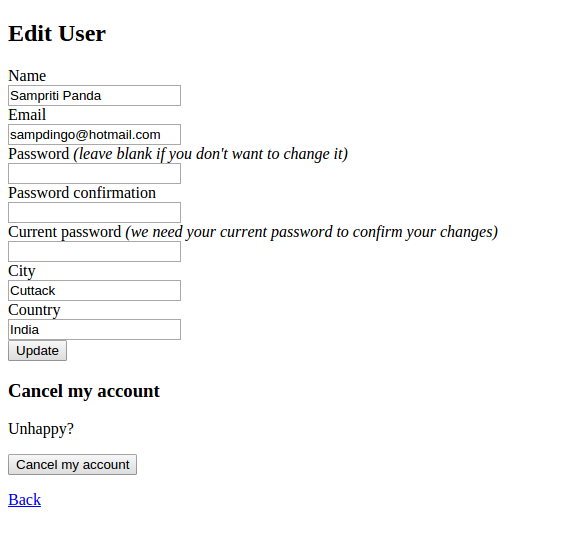 Edit User
Name
Sampriti Panda
Email
sampdingo@hotmail.com
Password (leave blank if you don't want to change it)
Password confirmation
Current password (we need your current password to confirm your changes)
City
Cuttack
Country
India
Update
Cancel my account
Unhappy?
Cancel my account
Back